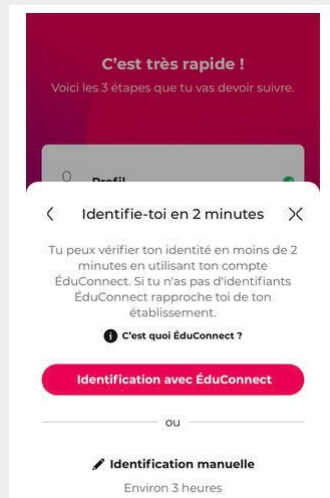 C'est très rapide !
Voici les 3 étapes que tu vas devoir suivre.
Profil
Identifie-toi en 2 minutes
Tu peux vérifier ton identité en moins de 2
minutes en utilisant ton compte
ÉduConnect. Si tu n'as pas d'identifiants
ÉduConnect rapproche toi de ton
établissement.
C'est quoi ÉduConnect ?
Identification avec ÉduConnect
ou
Identification manuelle
Environ 3 heures